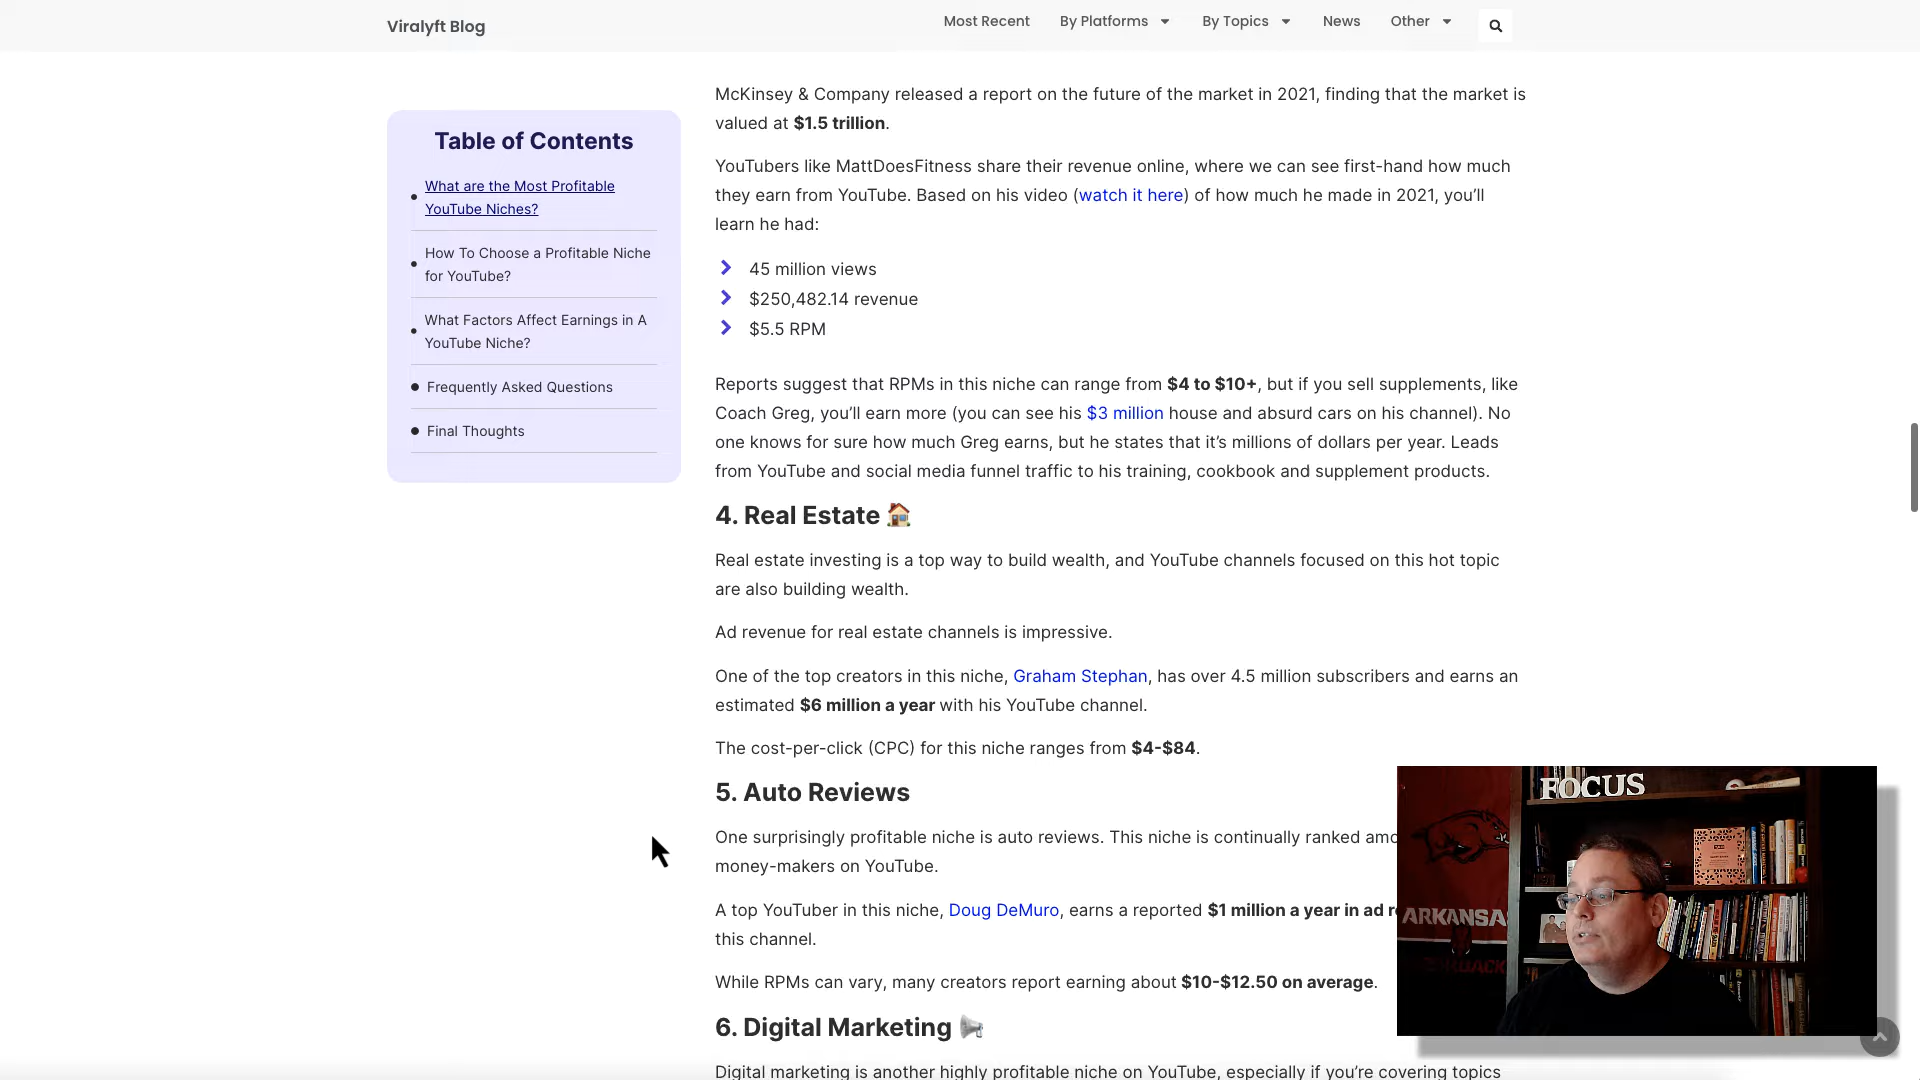 Viralyft Blog
Most Recent
By Platforms
By Topics
News
Other
Table of Contents
What are the Most Profitable
YouTube Niches?
How To Choose a Profitable Niche
for YouTube?
What Factors Affect Earnings in A
YouTube Niche?
Frequently Asked Questions
Final Thoughts
McKinsey & Company released a report on the future of the market in 2021, finding that the market is
valued at $1.5 trillion.
YouTubers like MattDoesFitness share their revenue online, where we can see first-hand how much
they earn from YouTube. Based on his video (watch it here) of how much he made in 2021, you’ll
learn he had:
45 million views
$250,482.14 revenue
$5.5 RPM
Reports suggest that RPMs in this niche can range from $4 to $10+, but if you sell supplements, like
Coach Greg, you’ll earn more (you can see his $3 million house and absurd cars on his channel). No
one knows for sure how much Greg earns, but he states that it’s millions of dollars per year. Leads
from YouTube and social media funnel traffic to his training, cookbook and supplement products.
4. Real Estate
Real estate investing is a top way to build wealth, and YouTube channels focused on this hot topic
are also building wealth.
Ad revenue for real estate channels is impressive.
One of the top creators in this niche, Graham Stephan, has over 4.5 million subscribers and earns an
estimated $6 million a year with his YouTube channel.
The cost-per-click (CPC) for this niche ranges from $4-$84.
5. Auto Reviews
One surprisingly profitable niche is auto reviews. This niche is continually ranked
money-makers on YouTube.
A top YouTuber in this niche, Doug DeMuro, earns a reported $1 million a year in ad
this channel.
While RPMs can vary, many creators report earning about $10-$12.50 on average.
6. Digital Marketing
Digital marketing is another highly profitable niche on YouTube, especially if you’re covering topics
FOCUS
ARKANSA